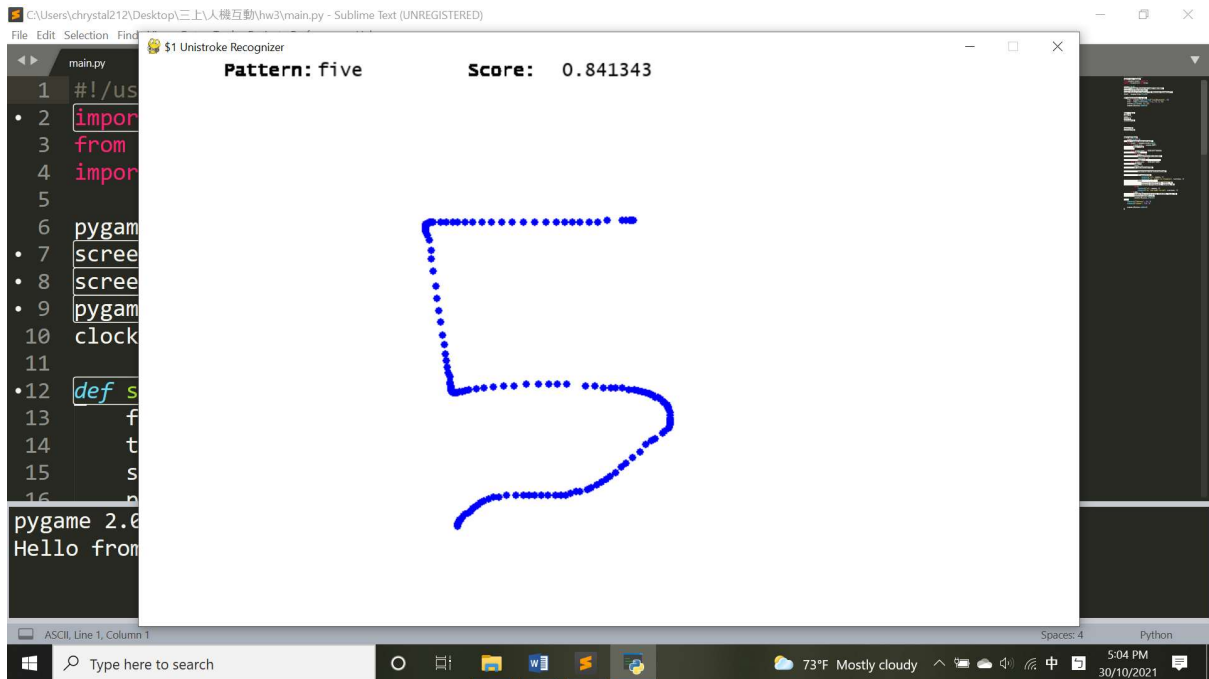 C:\Users\chrystal212\Desktop\三上\人機互動\hw3\main.py - Sublime Text (UNREGISTERED)
File Edit Selection Find
$1 Unistroke Recognizer
main.py
Pattern: five Score: 0.841343
1 #!/us
2 impor
3 from
4 impor
5
6 pygam
7 scree
8 scree
9 pygam
10 clock
11
12 def s
13 f
14 t
15 s
16
pygame 2.0
Hello from
ASCII, Line 1, Column 1 Spaces: 4 Python
Type here to search
73°F Mostly cloudy 中 5:04 PM
30/10/2021